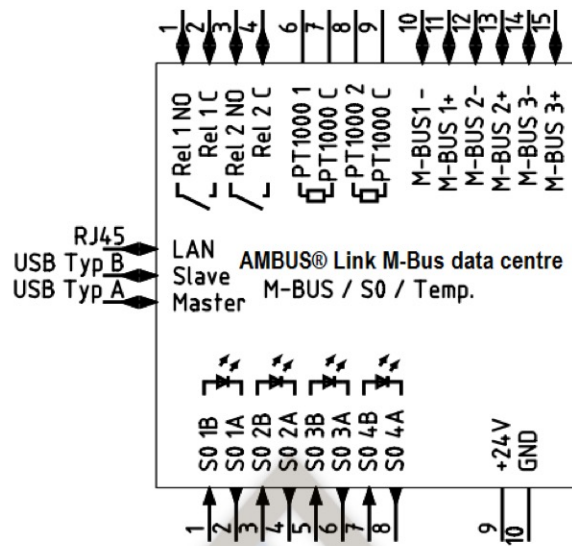 1 2 3 4 6 7 8 9 10 11 12 13 14 15
Rel 1 NO
Rel 1 C
Rel 2 NO
Rel 2 C
PT1000 1
PT1000 C
PT1000 2
PT1000 C
M-BUS1 -
M-BUS 1+
M-BUS 2-
M-BUS 2+
M-BUS 3-
M-BUS 3+
RJ45 LAN
USB Typ B Slave
USB Typ A Master
AMBUS® Link M-Bus data centre
M-BUS / S0 / Temp.
S0 1B
S0 1A
S0 2B
S0 2A
S0 3B
S0 3A
S0 4B
S0 4A
+24V
GND
1 2 3 4 5 6 7 8 9 10